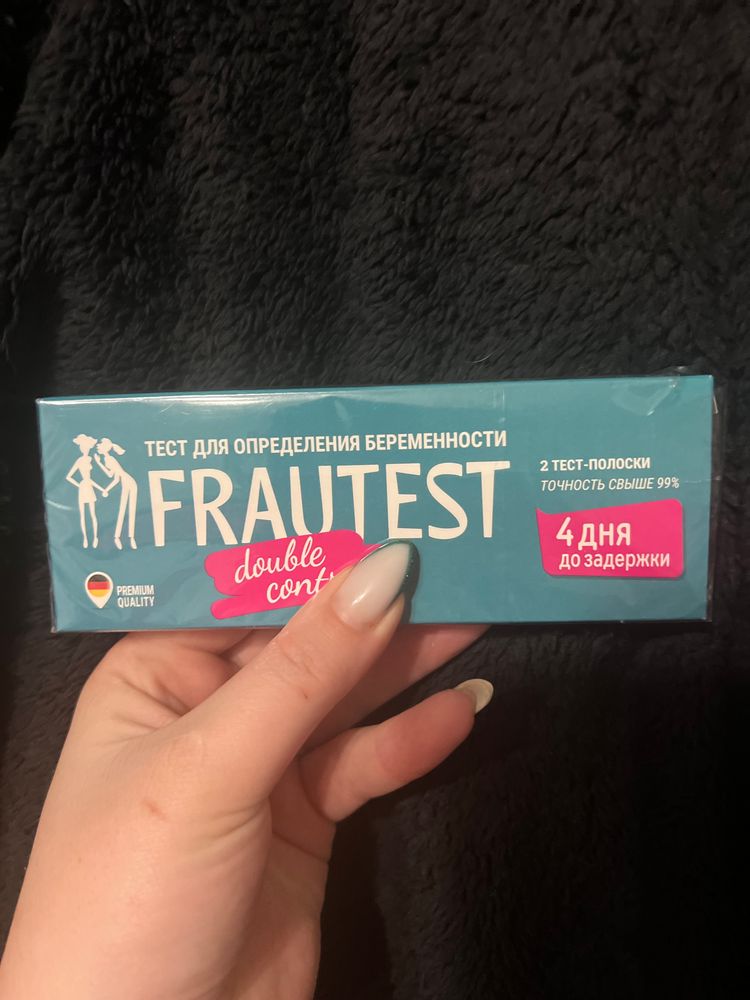 ТЕСТ ДЛЯ ОПРЕДЕЛЕНИЯ БЕРЕМЕННОСТИ
FRAUTEST
double
2 ТЕСТ-ПОЛОСКИ
ТОЧНОСТЬ СВЫШЕ 99%
4 ДНЯ
ДО ЗАДЕРЖКИ
PREMIUM
QUALITY